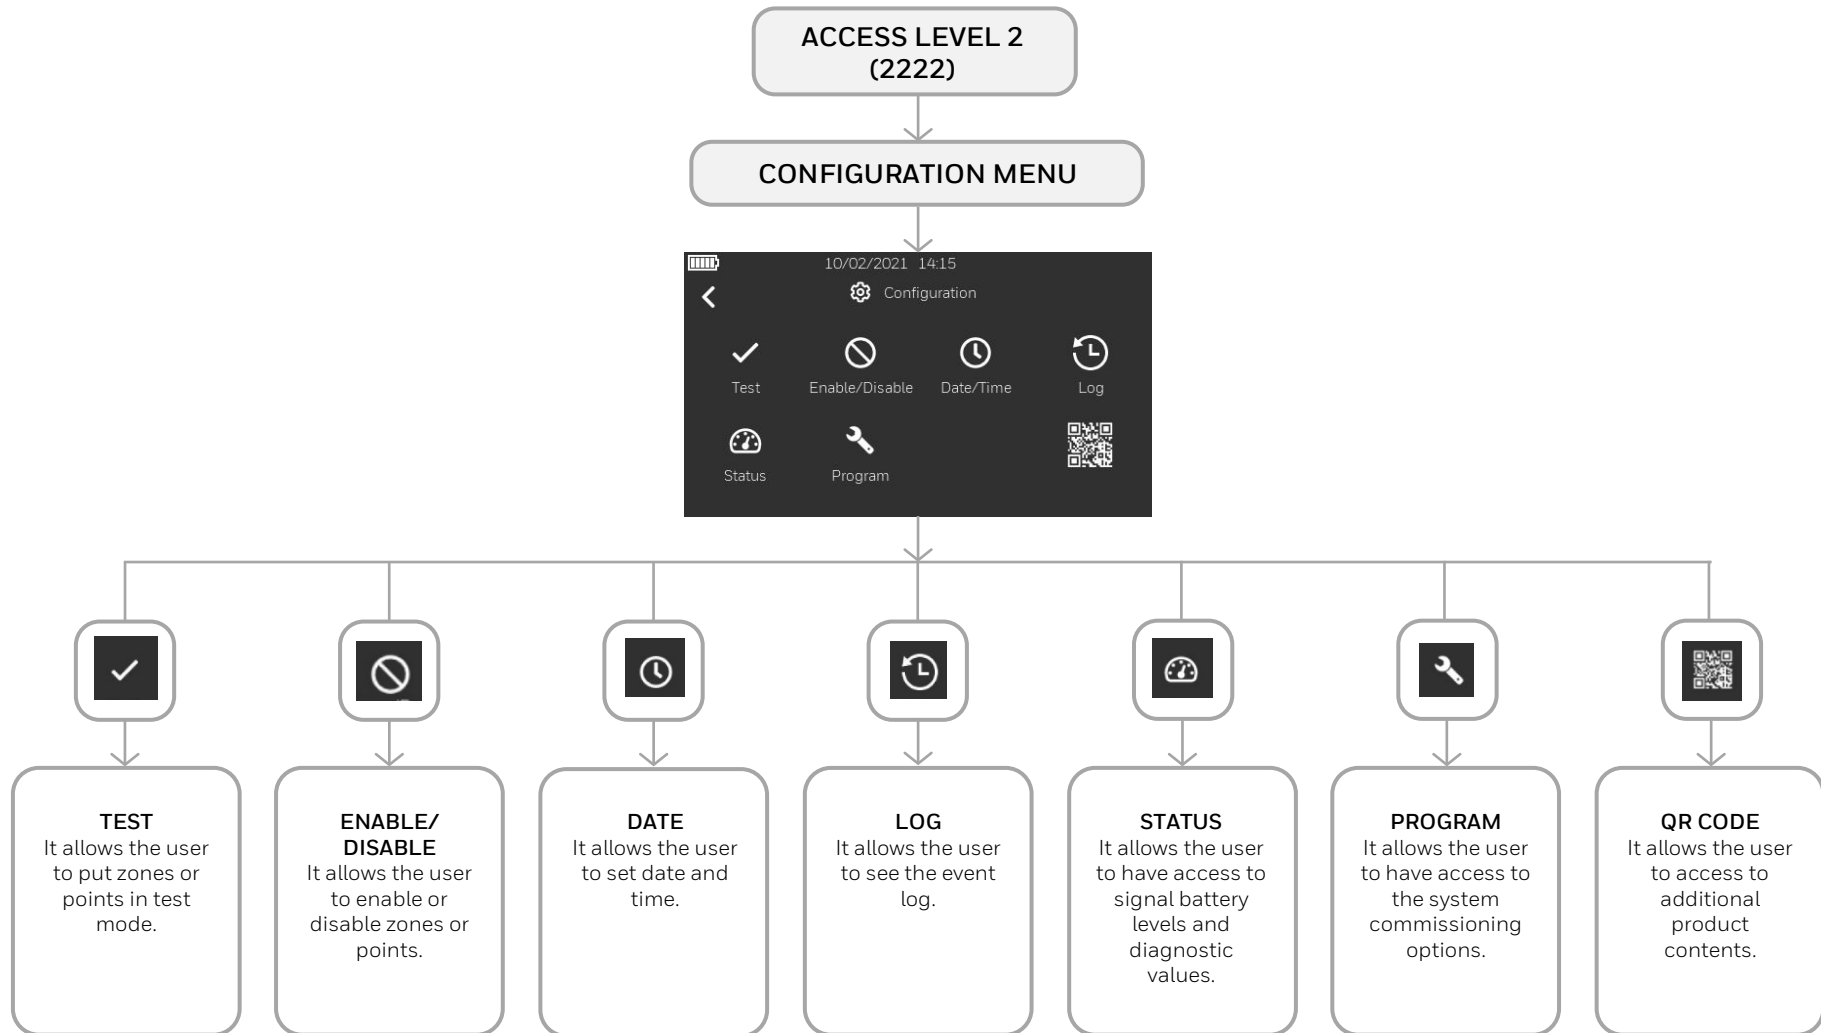 ACCESS LEVEL 2
(2222)
CONFIGURATION MENU
10/02/2021 14:15
Configuration
Test
Enable/Disable
Date/Time
Log
Status
Program
TEST
It allows the user
to put zones or
points in test
mode.
ENABLE/
DISABLE
It allows the user
to enable or
disable zones or
points.
DATE
It allows the user
to set date and
time.
LOG
It allows the user
to see the event
log.
STATUS
It allows the user
to have access to
signal battery
levels and
diagnostic
values.
PROGRAM
It allows the user
to have access to
the system
commissioning
options.
QR CODE
It allows the user
to access to
additional
product
contents.